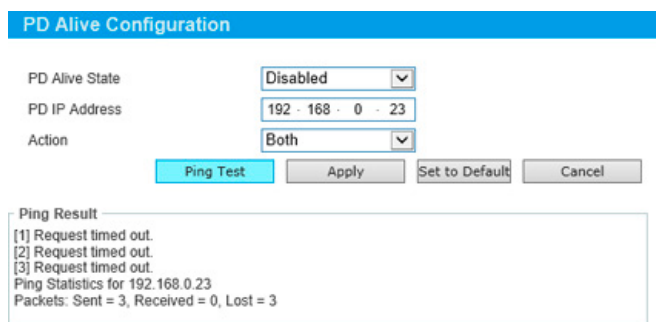 PD Alive Configuration
PD Alive State Disabled
PD IP Address 192 . 168 . 0 . 23
Action Both
Ping Test Apply Set to Default Cancel
Ping Result
[1] Request timed out.
[2] Request timed out.
[3] Request timed out.
Ping Statistics for 192.168.0.23
Packets: Sent = 3, Received = 0, Lost = 3